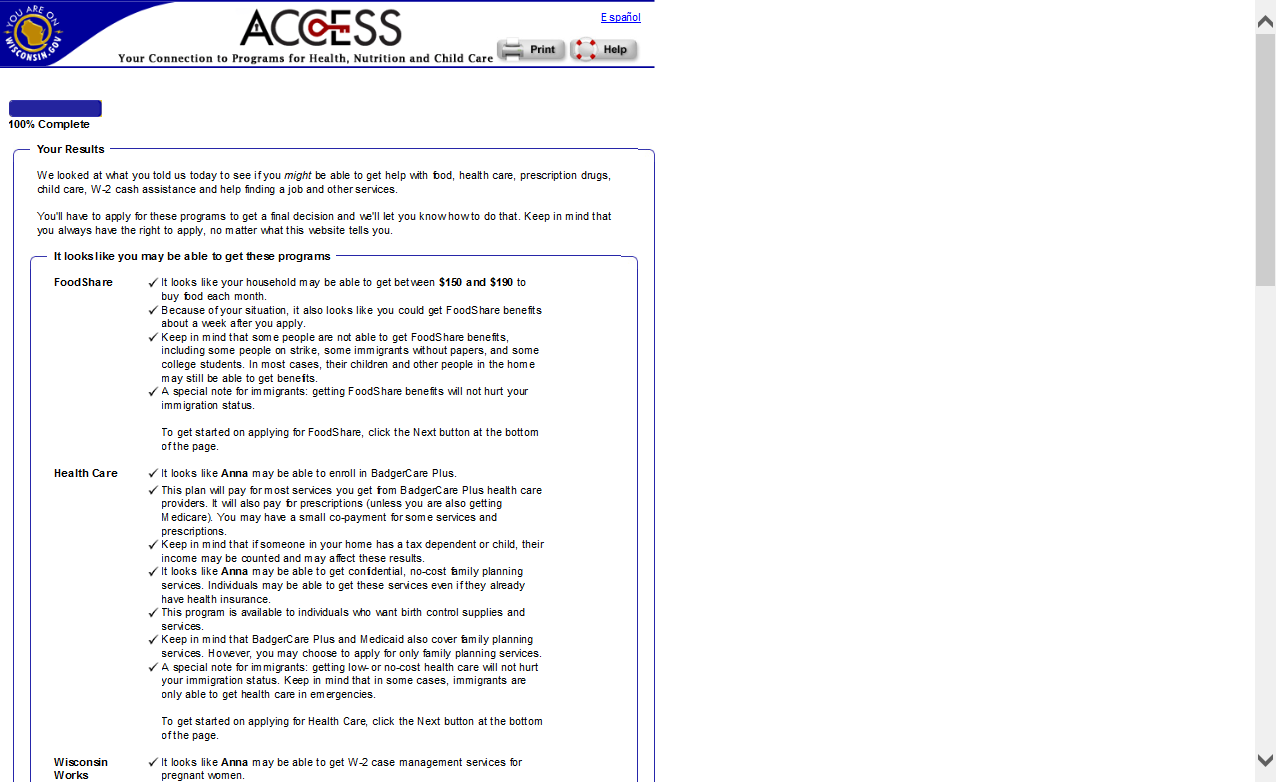 YOU ARE ON
WISCONSIN.GOV
ACCESS
Your Connection to Programs for Health, Nutrition and Child Care
Español
Print
Help
100% Complete
Your Results
We looked at what you told us today to see if you might be able to get help with food, health care, prescription drugs,
child care, W-2 cash assistance and help finding a job and other services.
You'll have to apply for these programs to get a final decision and we'll let you know how to do that. Keep in mind that
you always have the right to apply, no matter what this website tells you.
It looks like you may be able to get these programs
FoodShare
✓ It looks like your household may be able to get between $150 and $190 to
buy food each month.
✓ Because of your situation, it also looks like you could get FoodShare benefits
about a week after you apply.
✓ Keep in mind that some people are not able to get FoodShare benefits,
including some people on strike, some immigrants without papers, and some
college students. In most cases, their children and other people in the home
may still be able to get benefits.
✓ A special note for immigrants: getting FoodShare benefits will not hurt your
immigration status.
To get started on applying for FoodShare, click the Next button at the bottom
of the page.
Health Care
✓ It looks like Anna may be able to enroll in BadgerCare Plus.
✓ This plan will pay for most services you get from BadgerCare Plus health care
providers. It will also pay for prescriptions (unless you are also getting
Medicare). You may have a small co-payment for some services and
prescriptions.
✓ Keep in mind that if someone in your home has a tax dependent or child, their
income may be counted and may affect these results.
✓ It looks like Anna may be able to get confidential, no-cost family planning
services. Individuals may be able to get these services even if they already
have health insurance.
✓ This program is available to individuals who want birth control supplies and
services.
✓ Keep in mind that BadgerCare Plus and Medicaid also cover family planning
services. However, you may choose to apply for only family planning services.
✓ A special note for immigrants: getting low- or no-cost health care will not hurt
your immigration status. Keep in mind that in some cases, immigrants are
only able to get health care in emergencies.
To get started on applying for Health Care, click the Next button at the bottom
of the page.
Wisconsin
Works
✓ It looks like Anna may be able to get W-2 case management services for
pregnant women.